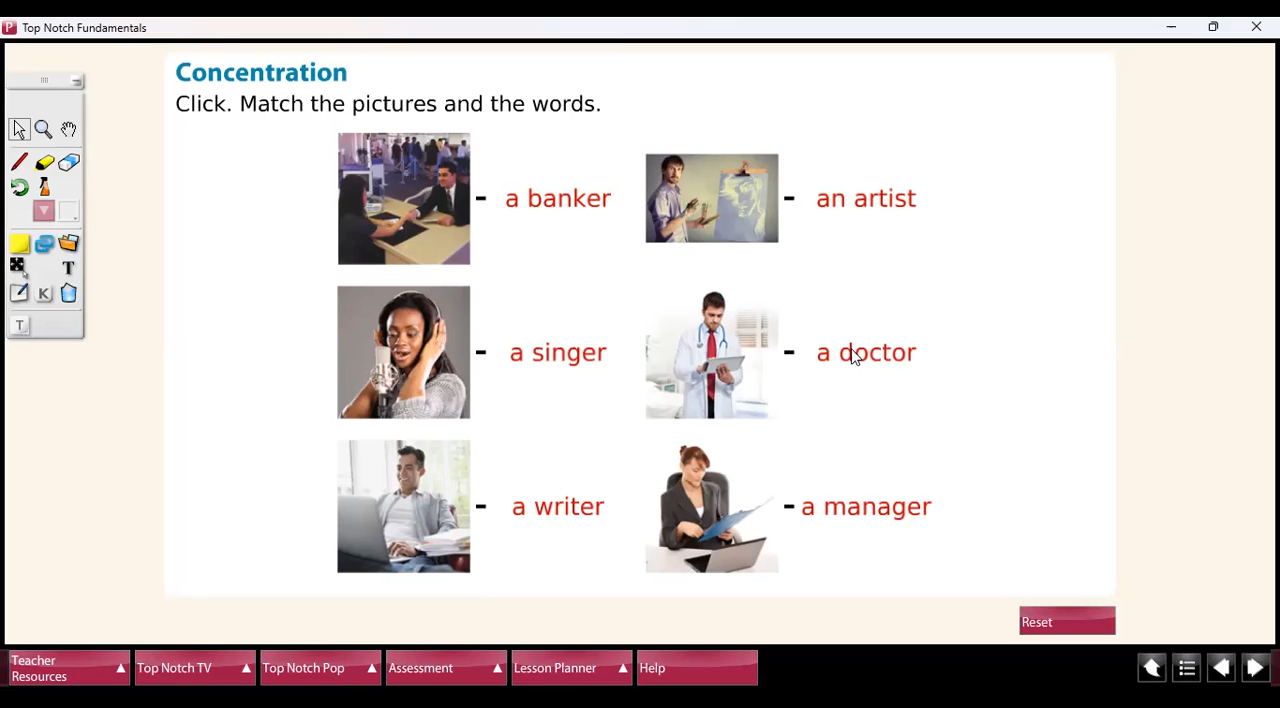 Top Notch Fundamentals
Concentration
Click. Match the pictures and the words.
- a banker - an artist
- a singer - a doctor
- a writer - a manager
T
K
T
Reset
Teacher Resources ▲ Top Notch TV ▲ Top Notch Pop ▲ Assessment ▲ Lesson Planner ▲ Help